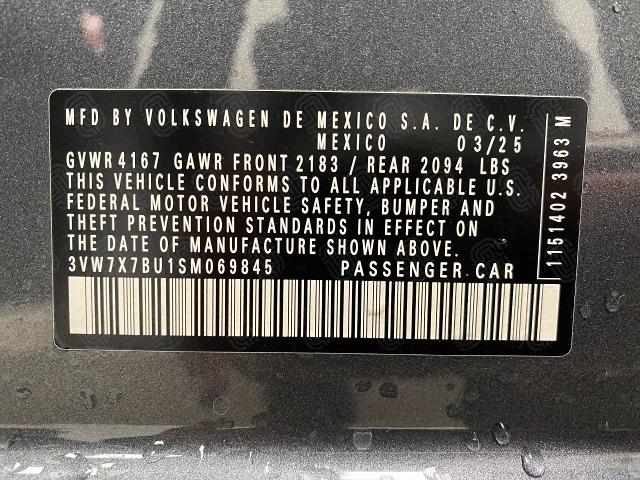 MFD BY VOLKSWAGEN DE MEXICO S.A. DE C.V.
MEXICO 03/25
GVWR 4167 GAWR FRONT 2183 / REAR 2094 LBS
THIS VEHICLE CONFORMS TO ALL APPLICABLE U.S.
FEDERAL MOTOR VEHICLE SAFETY, BUMPER AND
THEFT PREVENTION STANDARDS IN EFFECT ON
THE DATE OF MANUFACTURE SHOWN ABOVE.
3VW7X7BU1SM069845 PASSENGER CAR
1151402 3963 M